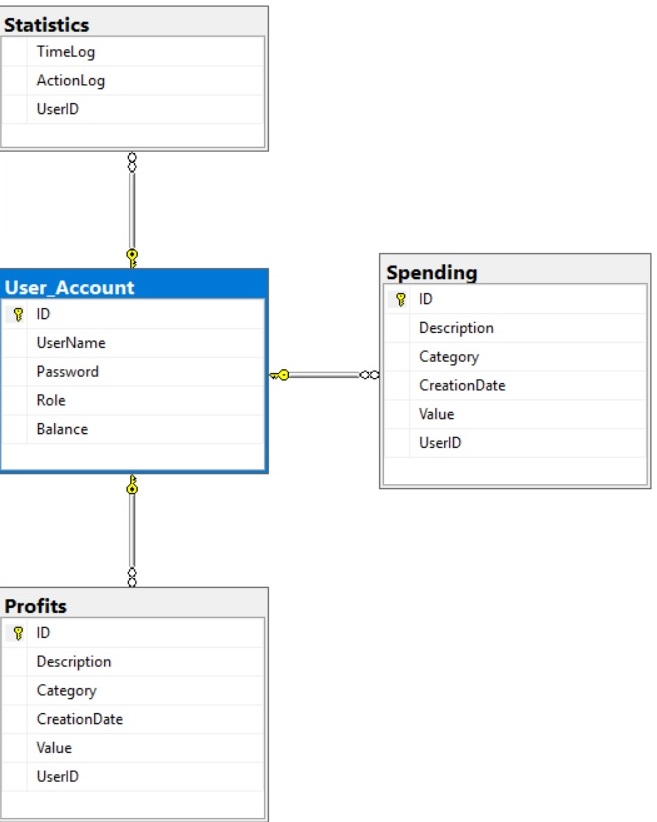 Statistics
TimeLog
ActionLog
UserID
User_Account
ID
UserName
Password
Role
Balance
Spending
ID
Description
Category
CreationDate
Value
UserID
Profits
ID
Description
Category
CreationDate
Value
UserID